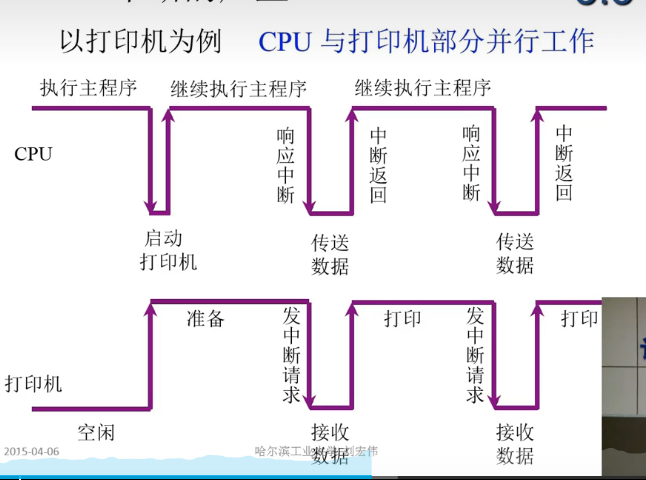 以打印机为例 CPU 与打印机部分并行工作
执行主程序 继续执行主程序 继续执行主程序
CPU
响应中断 中断返回 响应中断 中断返回
启动
打印机
传送
数据
传送
数据
准备 发中断请求 打印 发中断请求 打印
打印机
空闲
接收
数据
接收
数据
2015-04-06
哈尔滨工业大学 刘宏伟